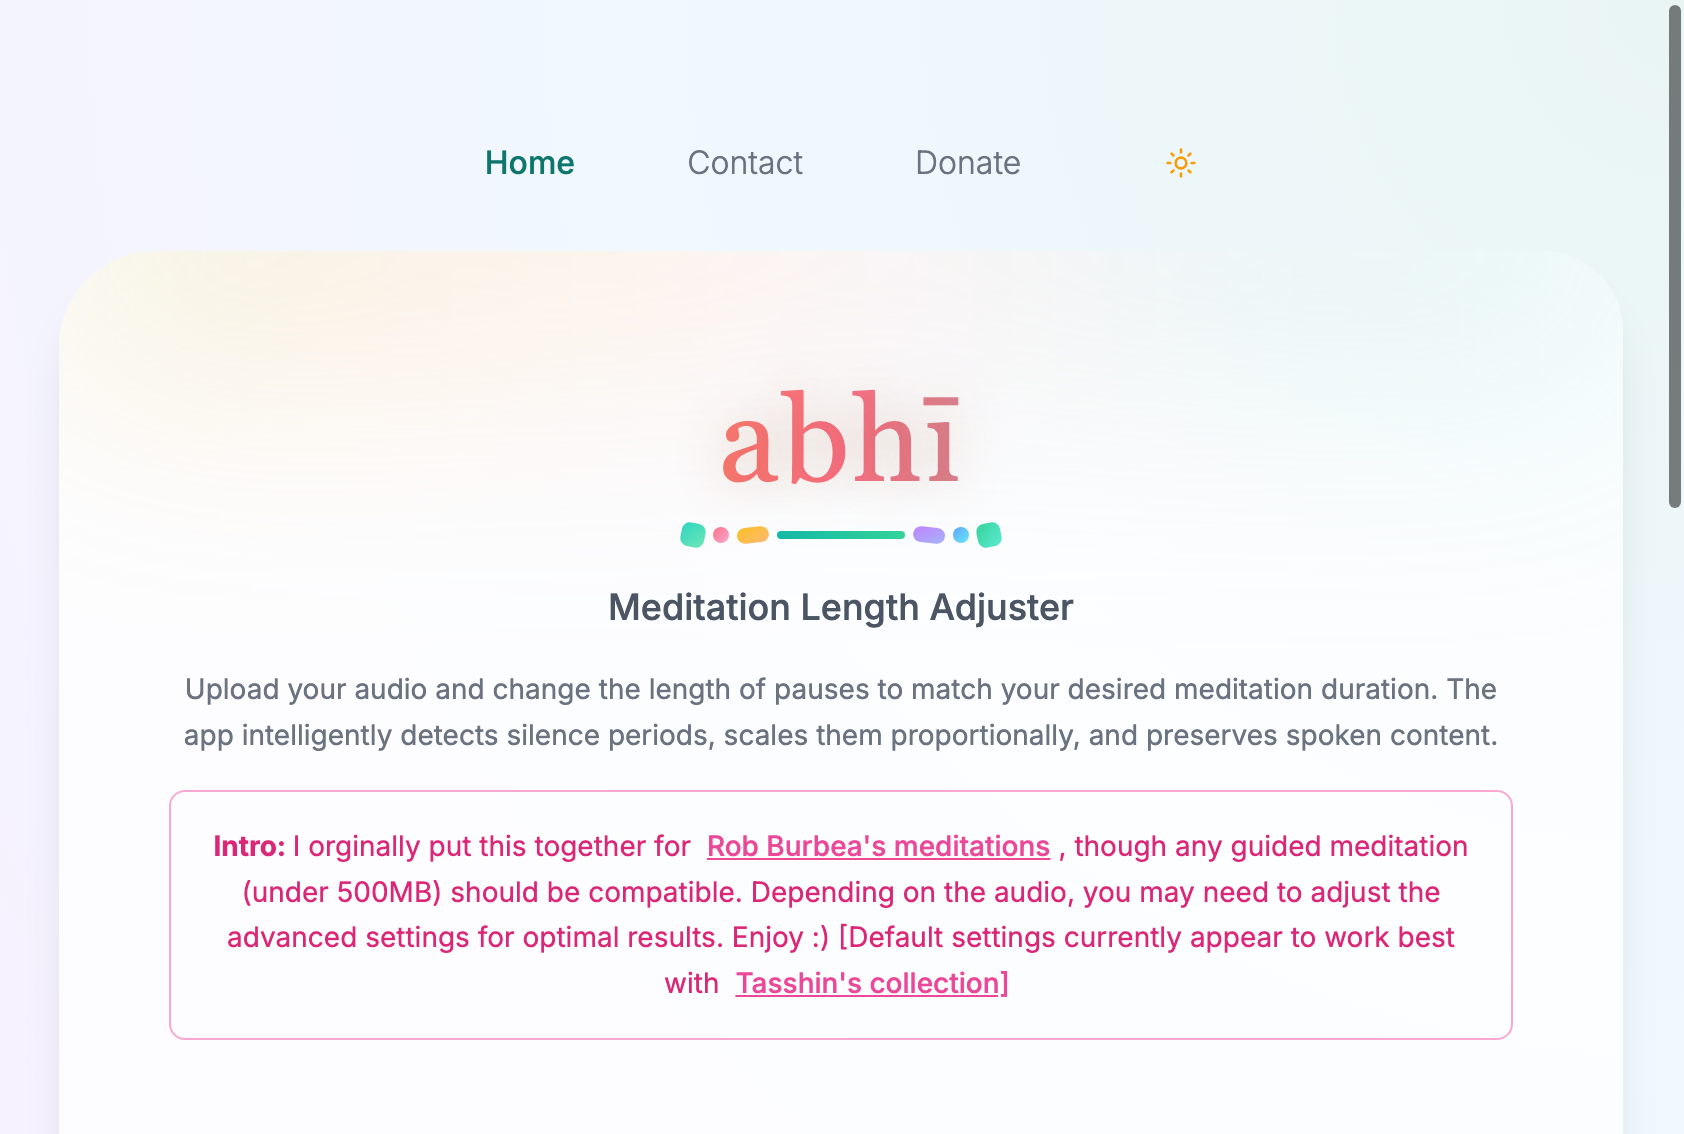 Home Contact Donate
abhī
Meditation Length Adjuster
Upload your audio and change the length of pauses to match your desired meditation duration. The
app intelligently detects silence periods, scales them proportionally, and preserves spoken content.
Intro: I orginally put this together for Rob Burbea's meditations , though any guided meditation
(under 500MB) should be compatible. Depending on the audio, you may need to adjust the
advanced settings for optimal results. Enjoy :) [Default settings currently appear to work best
with Tasshin's collection]